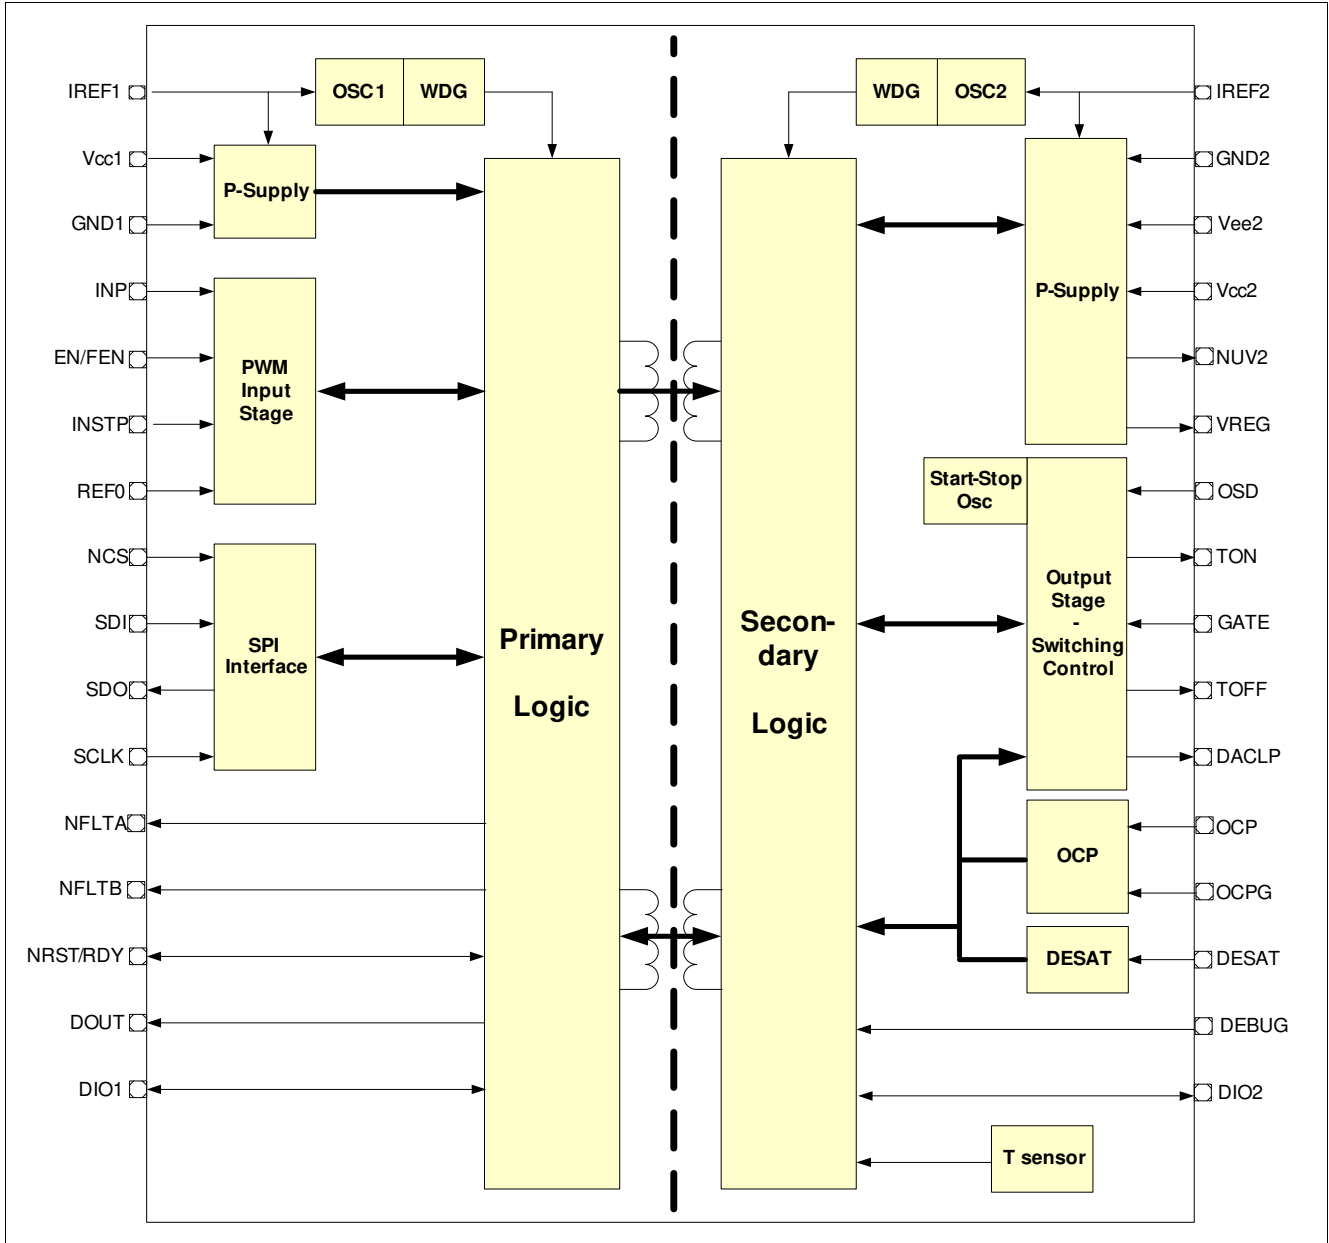 IREF1
OSC1
WDG
WDG
OSC2
IREF2
Vcc1
P-Supply
GND2
GND1
Vee2
INP
P-Supply
Vcc2
EN/FEN
PWM
Input
Stage
NUV2
INSTP
VREG
REF0
Start-Stop
Osc
OSD
NCS
TON
SDI
SPI
Interface
Primary
Logic
Secon-
dary
Logic
Output
Stage
-
Switching
Control
GATE
SDO
TOFF
SCLK
DACLP
NFLTA
OCP
OCP
NFLTB
OCPG
NRST/RDY
DESAT
DESAT
DOUT
DEBUG
DIO1
DIO2
T sensor